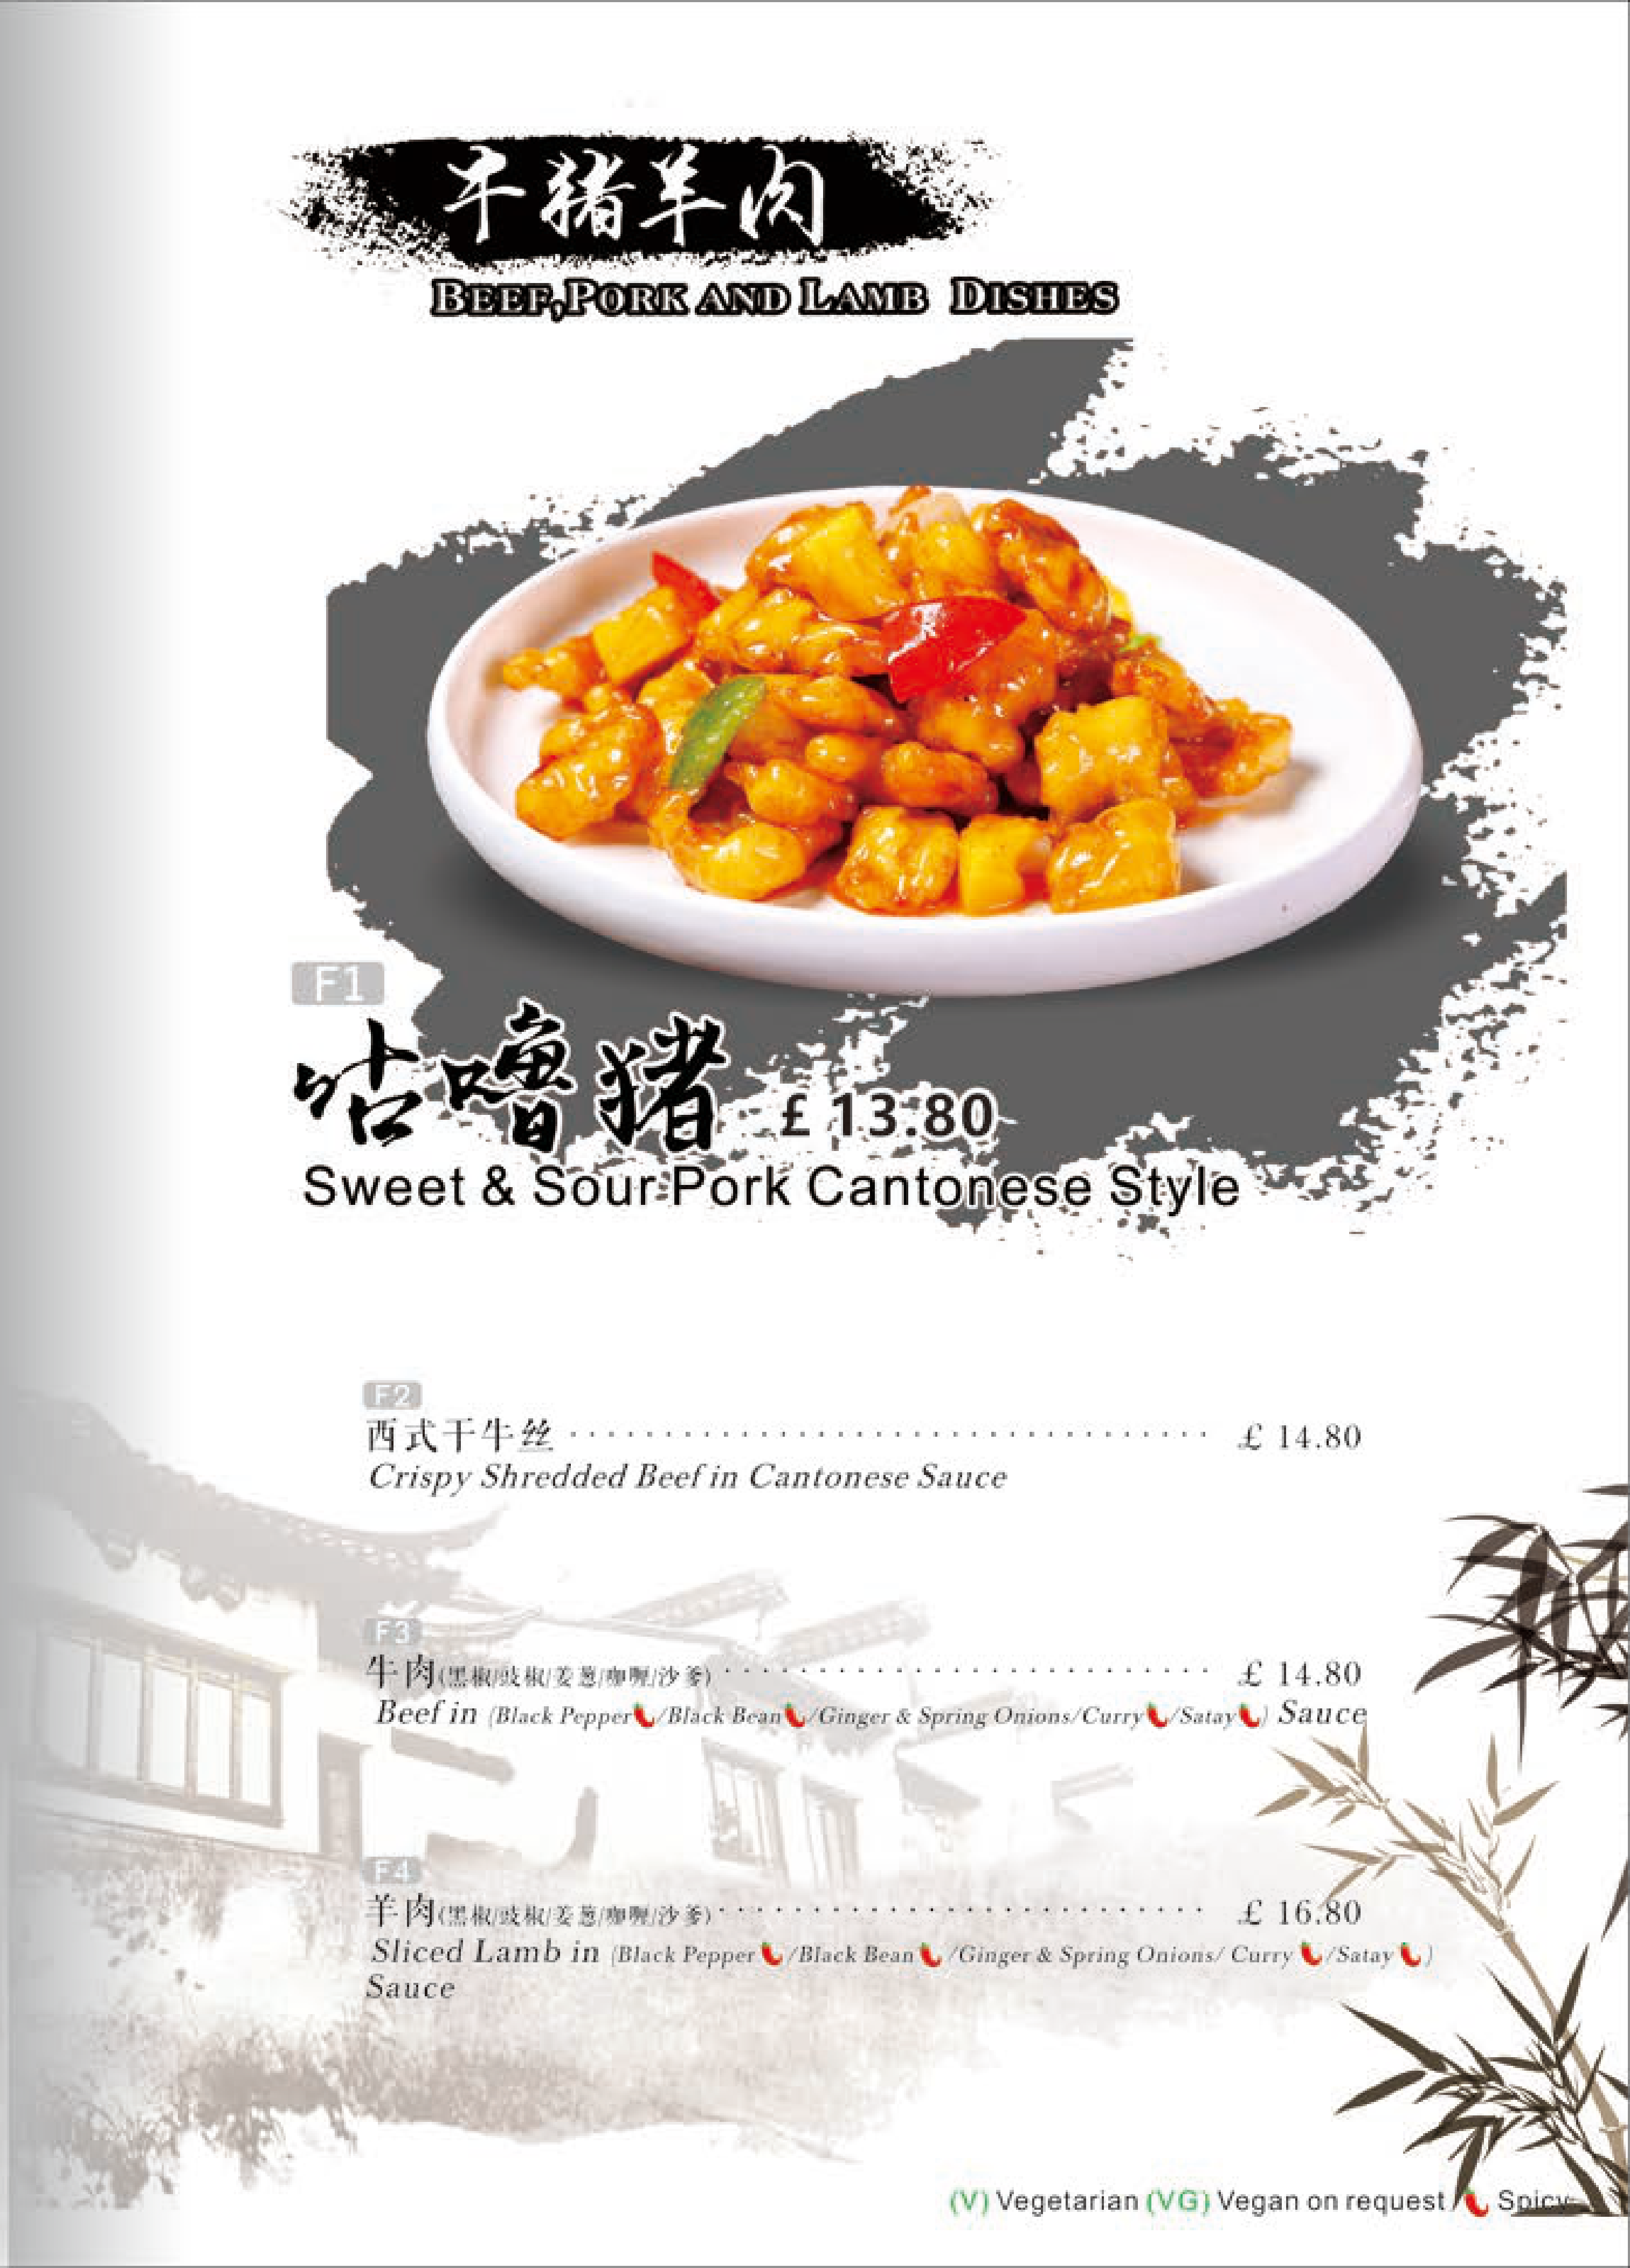 牛猪羊肉
BEEF,PORK AND LAMB DISHES
F1
咕噜猪 £ 13.80
Sweet & Sour Pork Cantonese Style
F2
西式干牛丝 ································· £ 14.80
Crispy Shredded Beef in Cantonese Sauce
F3
牛肉(黑椒/豉椒/姜葱/咖喱/沙爹) ·························· £ 14.80
Beef in (Black Pepper🌶/Black Bean🌶/Ginger & Spring Onions/Curry🌶/Satay🌶) Sauce
F4
羊肉(黑椒/豉椒/姜葱/咖喱/沙爹) ·························· £ 16.80
Sliced Lamb in (Black Pepper🌶/Black Bean🌶/Ginger & Spring Onions/ Curry🌶/Satay🌶)
Sauce
(V) Vegetarian (VG) Vegan on request 🌶 Spicy